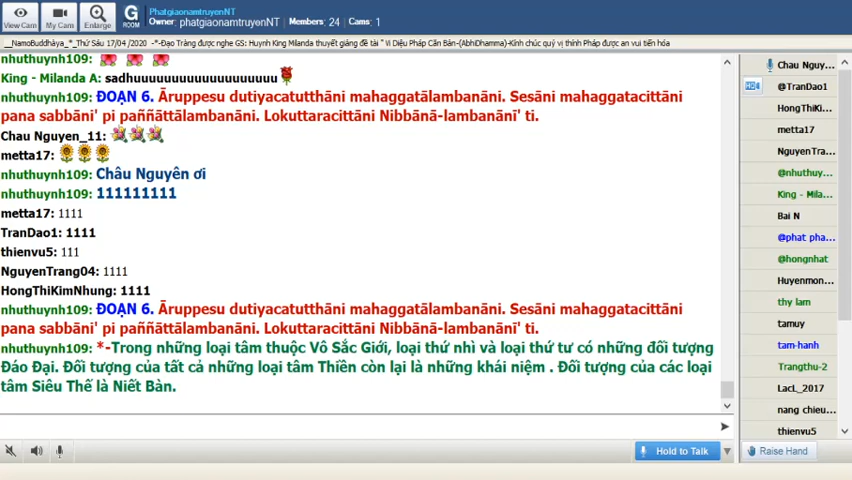 Phatgiaonamtruyen​NT
View Cam
My Cam
Enlarge
G
ROOM
Owner: phatgiaonamtruyenNT Members: 24 Cams: 1
__NamoBuddhàya_*_Thứ Sáu 17/04 /2020 -*-Đạo Tràng được nghe GS: Huynh King Milanda thuyết giảng đề tài " Vi Diệu Pháp Căn Bản-(AbhiDhamma)-Kính chúc quý vị thính Pháp được an vui tiến hóa
nhuthuynh109:
King - Milanda A: sadhuuuuuuuuuuuuuuuuuuu
nhuthuynh109: ĐOẠN 6. Āruppesu dutiyacatutthāni mahaggatālambanāni. Sesāni mahaggatacittāni
pana sabbāni' pi paññāttālambanāni. Lokuttaracittāni Nibbānā-lambanāni' ti.
Chau Nguyen_11:
metta17:
nhuthuynh109: Châu Nguyên ơi
nhuthuynh109: 111111111
metta17: 1111
TranDao1: 1111
thienvu5: 111
NguyenTrang04: 1111
HongThiKimNhung: 1111
nhuthuynh109: ĐOẠN 6. Āruppesu dutiyacatutthāni mahaggatālambanāni. Sesāni mahaggatacittāni
pana sabbāni' pi paññāttālambanāni. Lokuttaracittāni Nibbānā-lambanāni' ti.
nhuthuynh109: *-Trong những loại tâm thuộc Vô Sắc Giới, loại thứ nhì và loại thứ tư có những đối tượng
Đáo Đại. Đối tượng của tất cả những loại tâm Thiền còn lại là những khái niệm . Đối tượng của các loại
tâm Siêu Thế là Niết Bàn.
Hold to Talk
Chau Nguy...
@TranDao1
HongThiKi...
metta17
NguyenTra...
@nhuthuy...
King - Mila...
Bai N
@phat pha...
@hongnhat
Huyenmon...
thy lam
tamuy
tam-hanh
Trangthu-2
LacL_2017
nang chieu...
thienvu5
Raise Hand